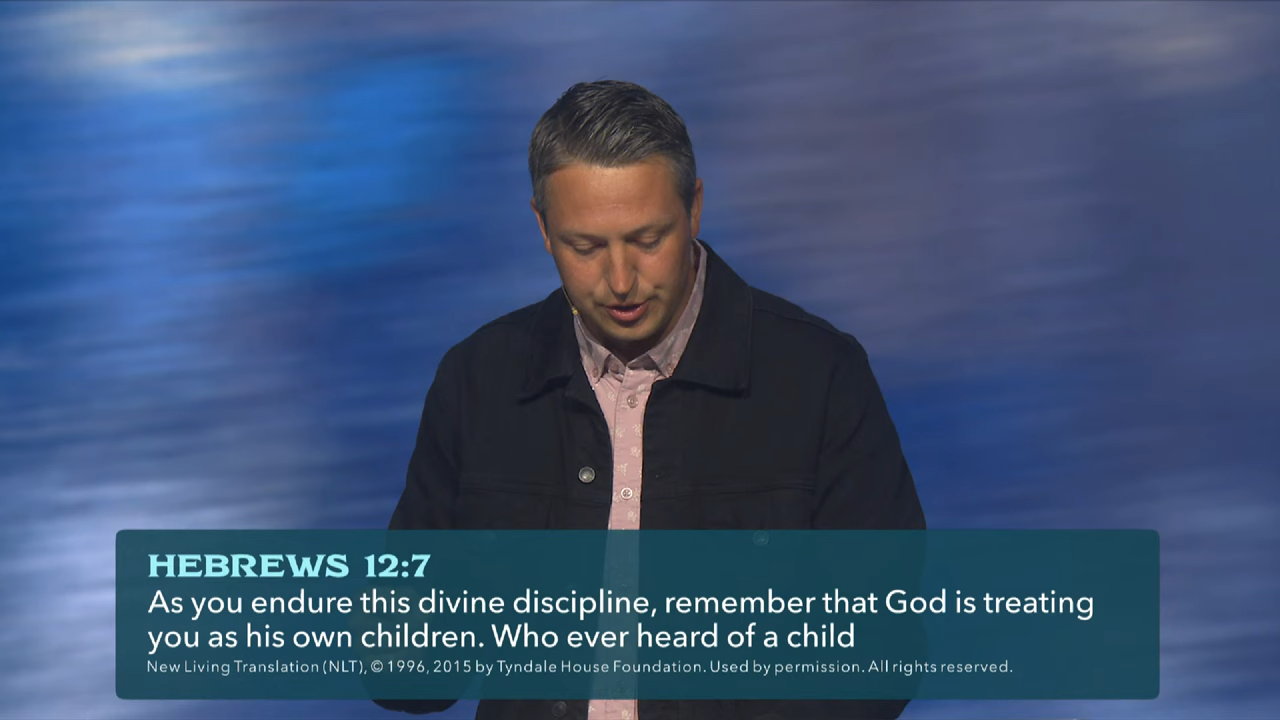 HEBREWS 12:7
As you endure this divine discipline, remember that God is treating
you as his own children. Who ever heard of a child
New Living Translation (NLT), © 1996, 2015 by Tyndale House Foundation. Used by permission. All rights reserved.